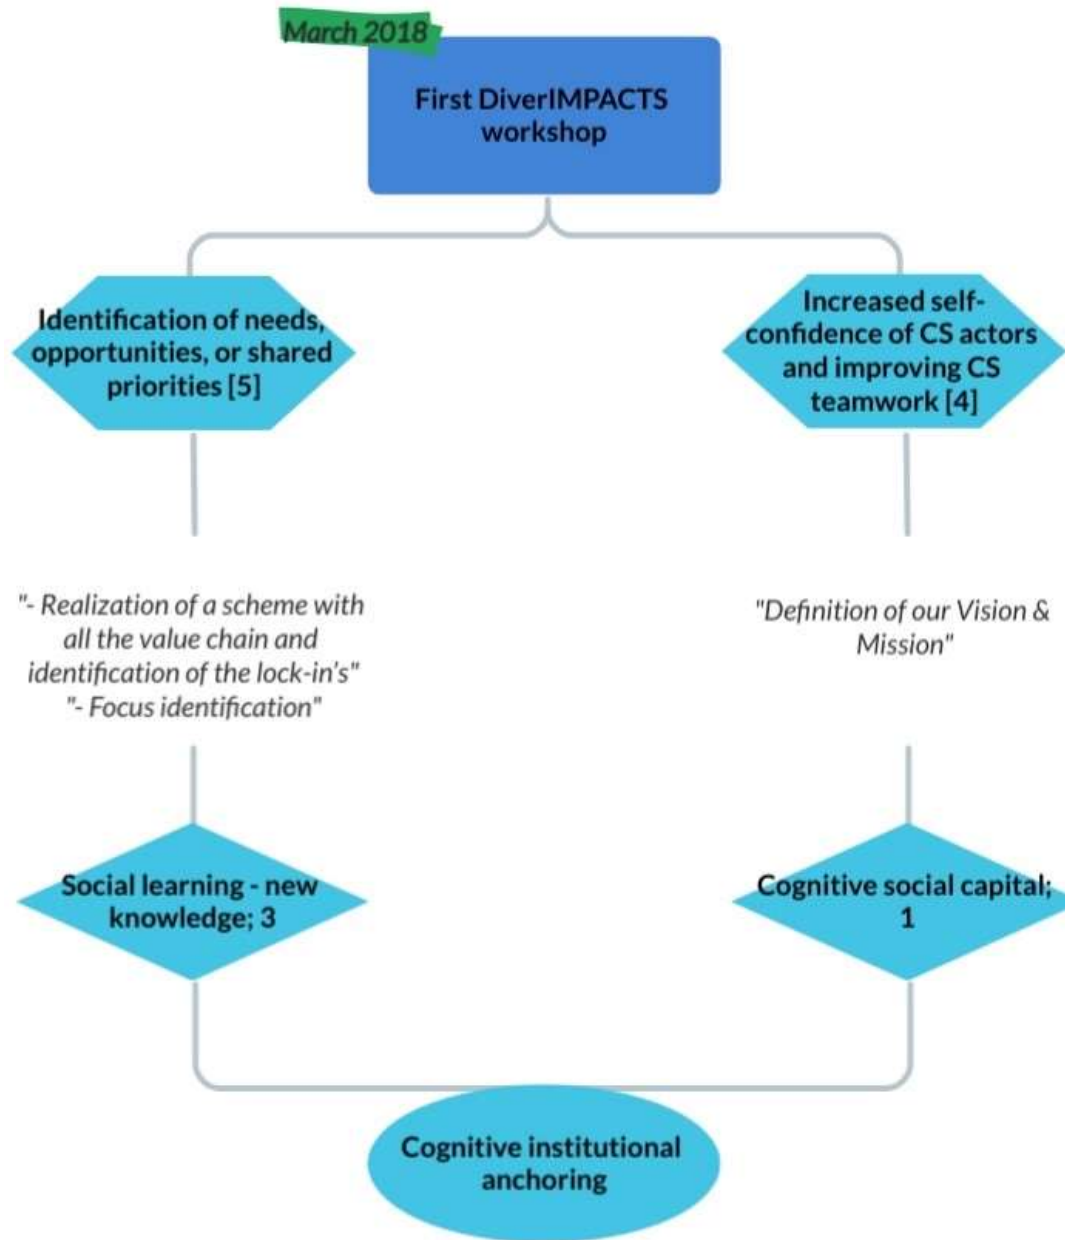 March 2018
First DiverIMPACTS
workshop
Identification of needs,
opportunities, or shared
priorities [5]
Increased self-
confidence of CS actors
and improving CS
teamwork [4]
"- Realization of a scheme with
all the value chain and
identification of the lock-in's"
"- Focus identification"
"Definition of our Vision &
Mission"
Social learning - new
knowledge; 3
Cognitive social capital;
1
Cognitive institutional
anchoring